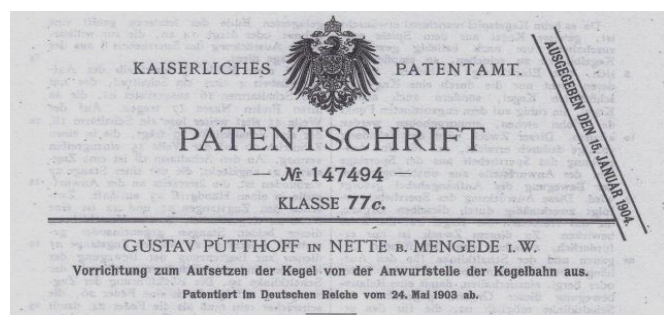 KAISERLICHES PATENTAMT.
AUSGEGEBEN DEN 15. JANUAR 1904.
PATENTSCHRIFT
— № 147494 —
KLASSE 77c.
GUSTAV PÜTTHOFF IN NETTE B. MENGEDE I. W.
Vorrichtung zum Aufsetzen der Kegel von der Anwurfstelle der Kegelbahn aus.
Patentiert im Deutschen Reiche vom 24. Mai 1903 ab.